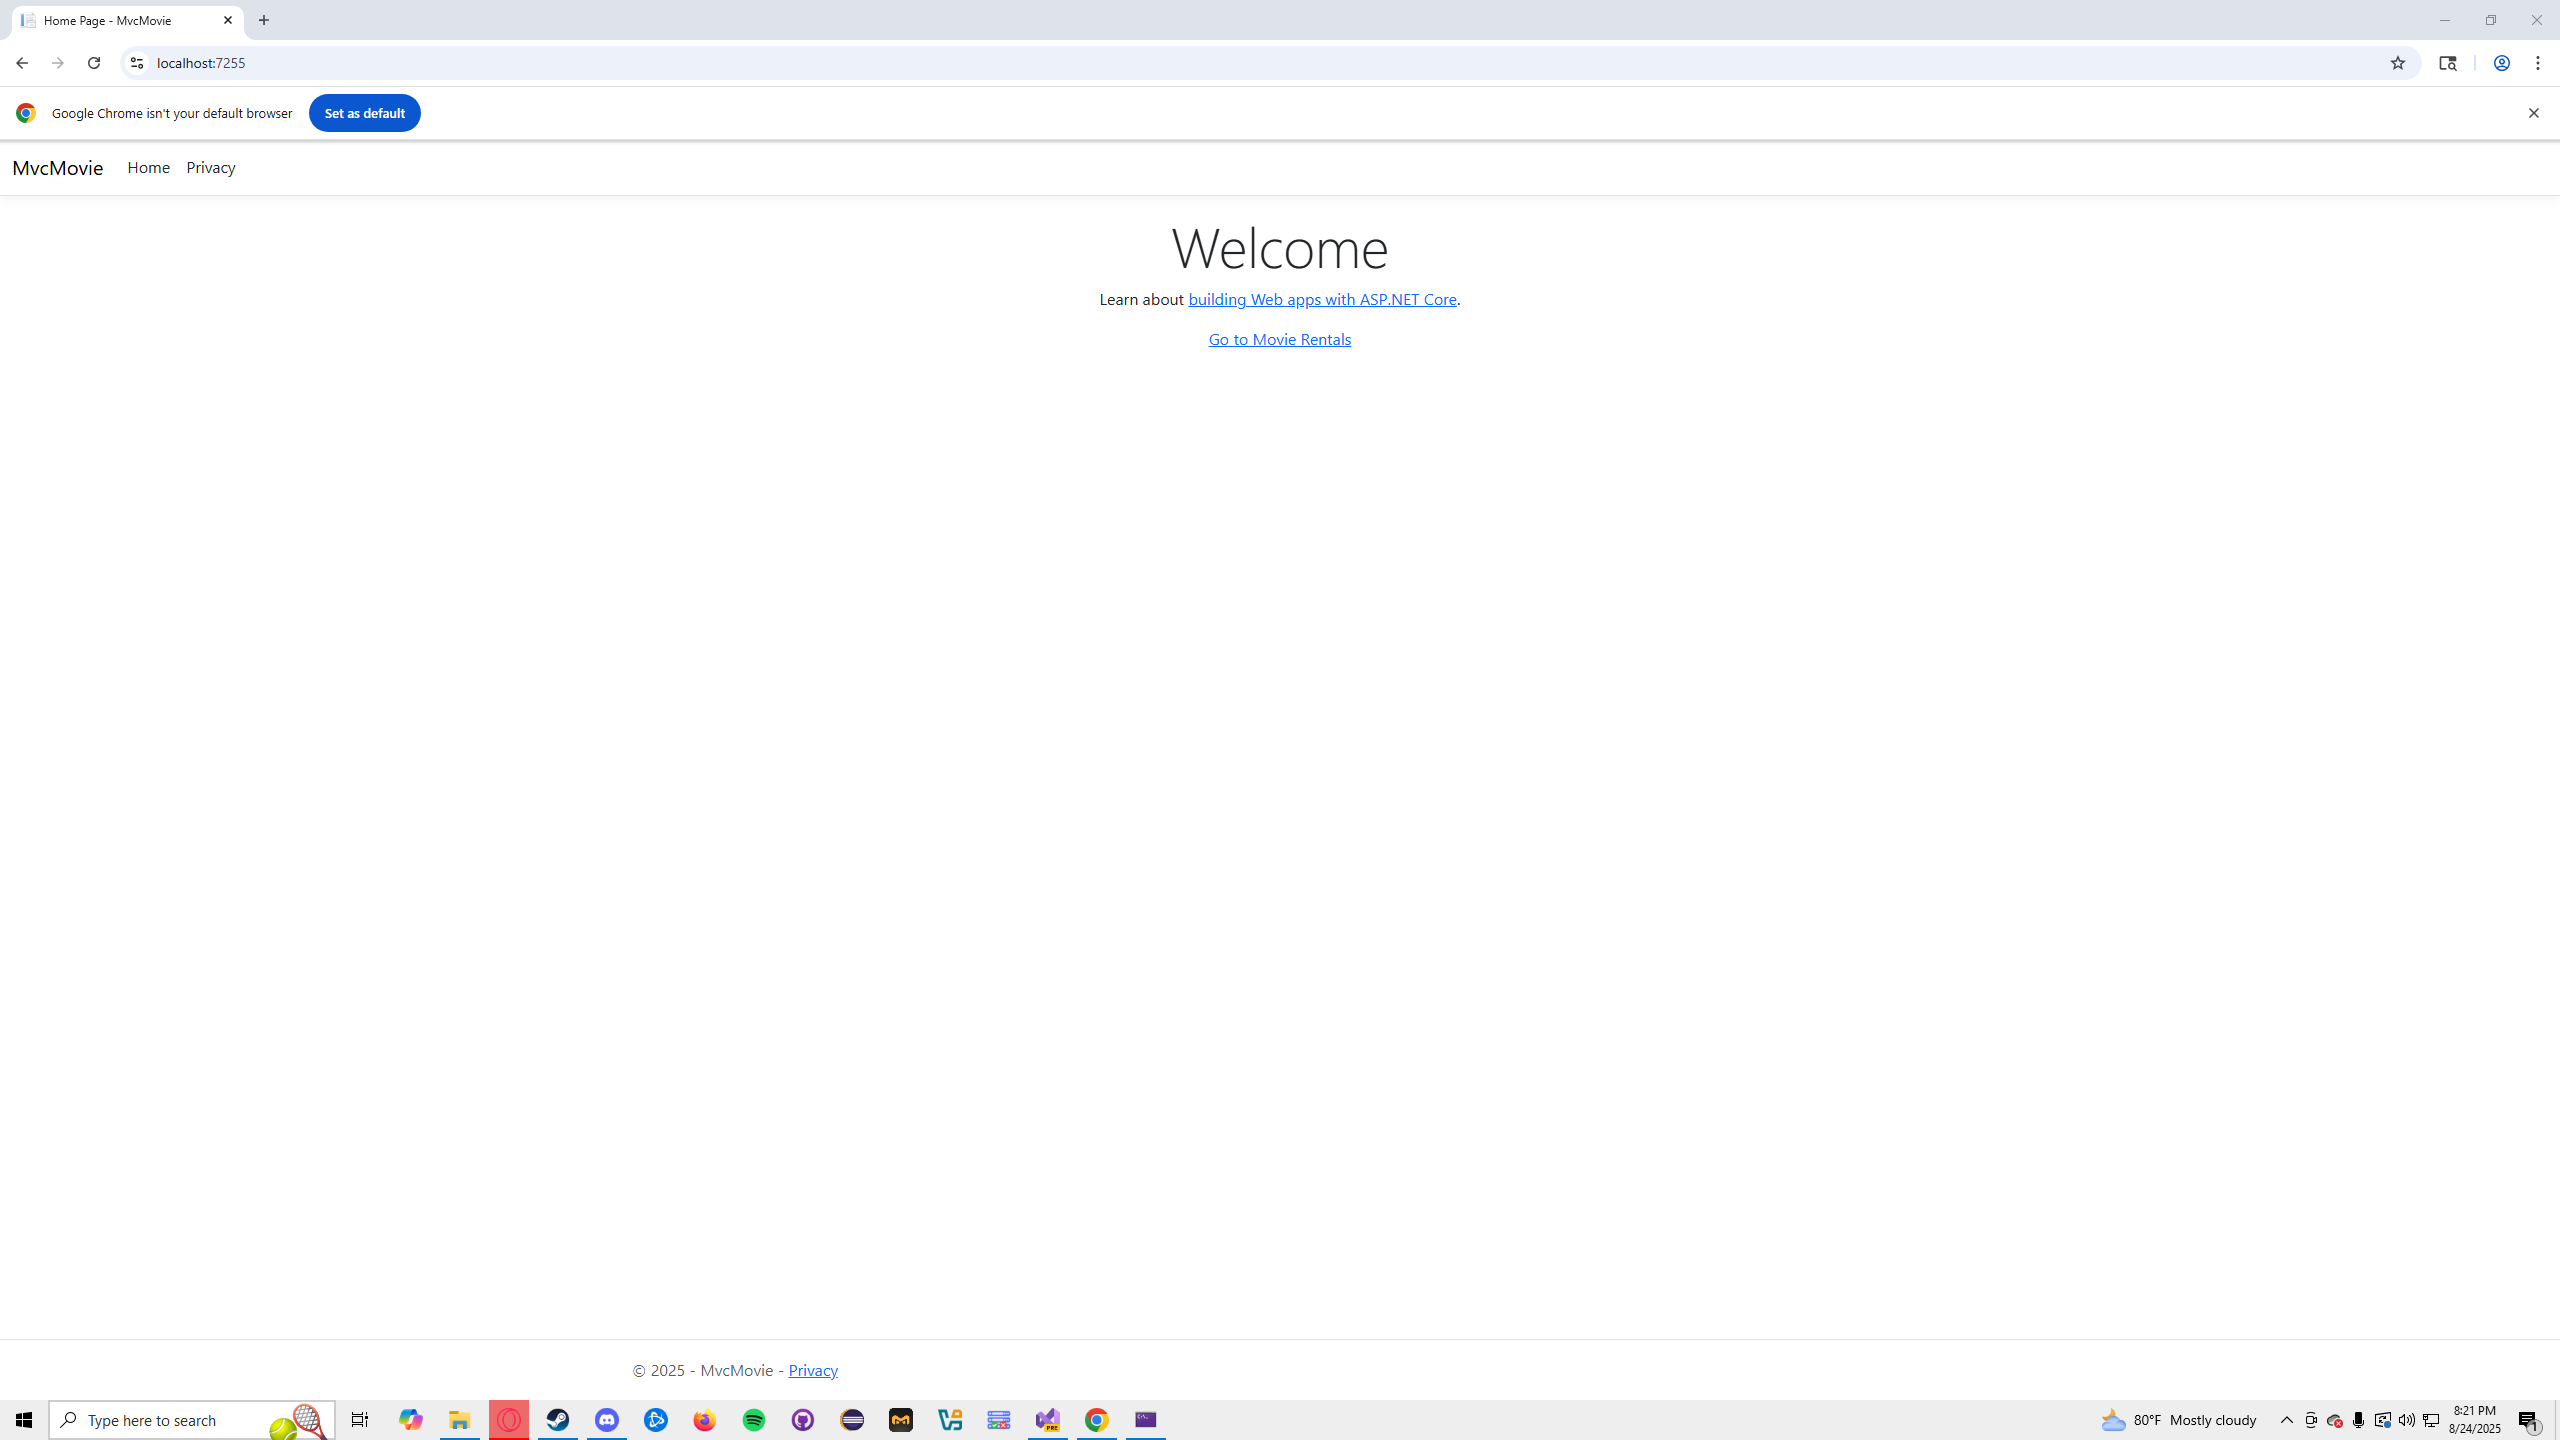 Home Page - MvcMovie
localhost:7255
Google Chrome isn't your default browser
Set as default
MvcMovie Home Privacy
Welcome
Learn about building Web apps with ASP.NET Core.
Go to Movie Rentals
© 2025 - MvcMovie - Privacy
Type here to search
PRE
80°F Mostly cloudy
8:21 PM
8/24/2025
1